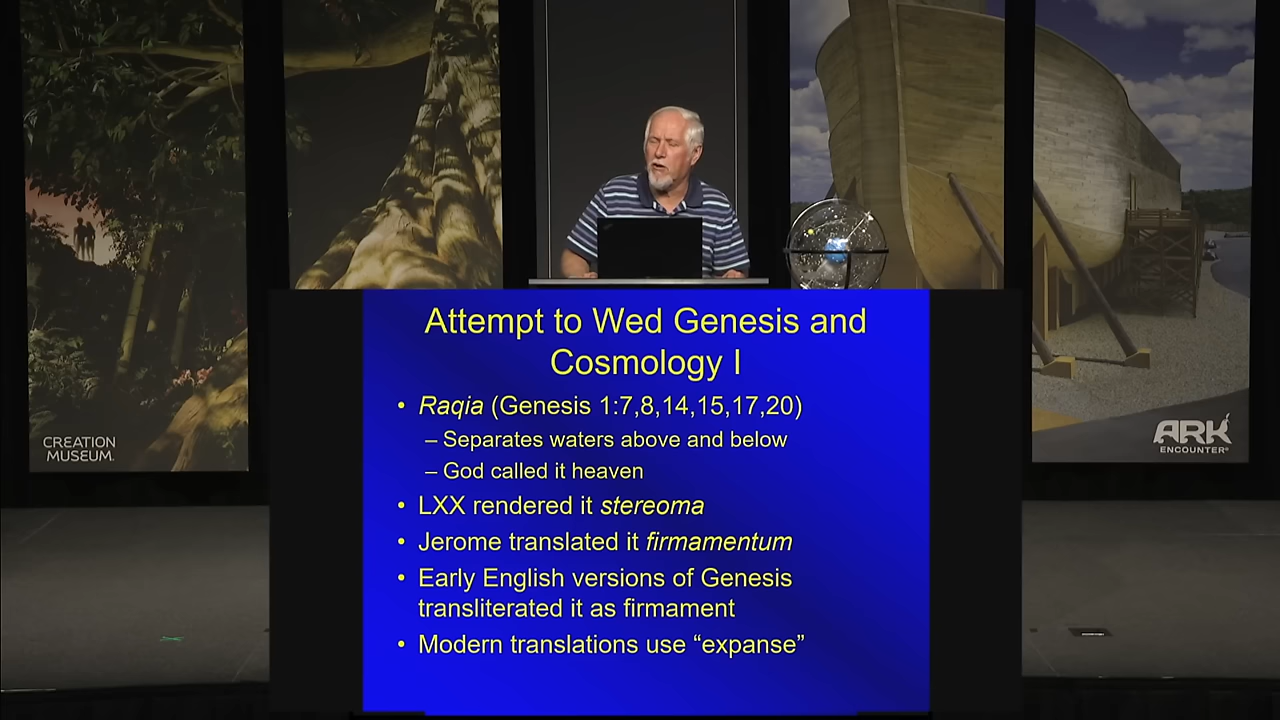 Attempt to Wed Genesis and
Cosmology I
• Raqia (Genesis 1:7,8,14,15,17,20)
– Separates waters above and below
– God called it heaven
• LXX rendered it stereoma
• Jerome translated it firmamentum
• Early English versions of Genesis
transliterated it as firmament
• Modern translations use “expanse”
CREATION
MUSEUM.
ARK
ENCOUNTER®